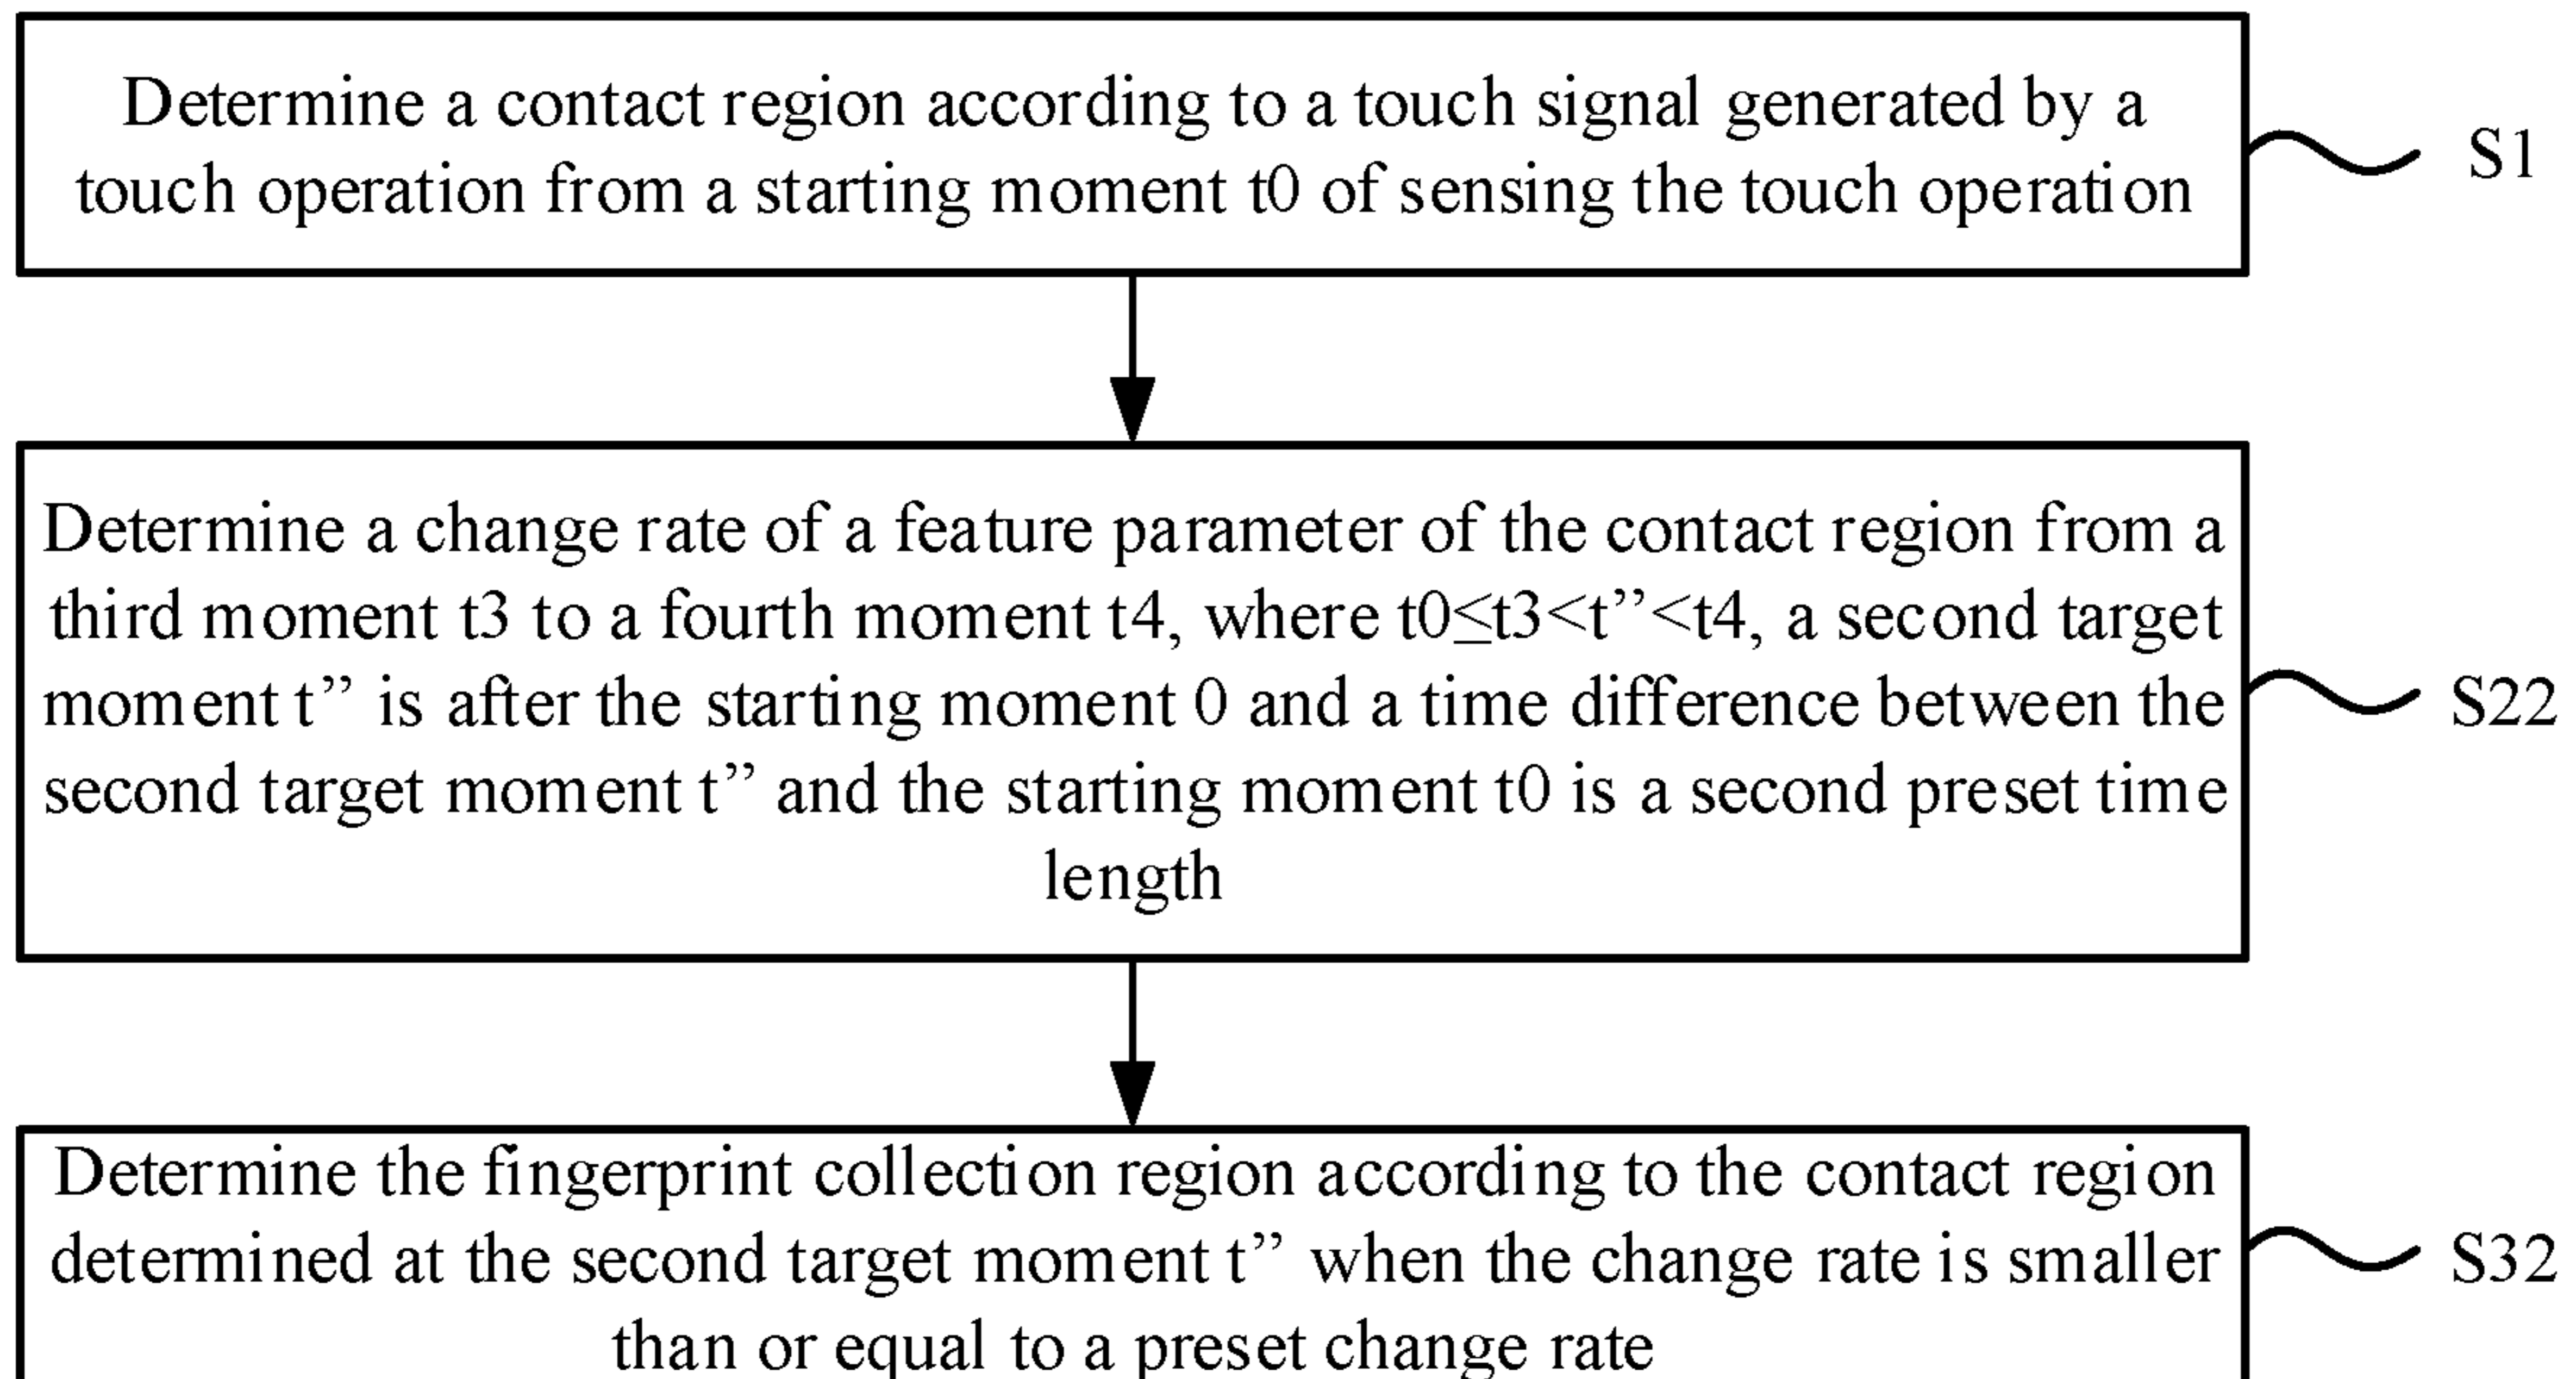 Determine a contact region according to a touch signal generated by a
touch operation from a starting moment t0 of sensing the touch operation
S1
Determine a change rate of a feature parameter of the contact region from a
third moment t3 to a fourth moment t4, where t0≤t3<t”<t4, a second target
moment t” is after the starting moment 0 and a time difference between the
second target moment t” and the starting moment t0 is a second preset time
length
S22
Determine the fingerprint collection region according to the contact region
determined at the second target moment t” when the change rate is smaller
than or equal to a preset change rate
S32